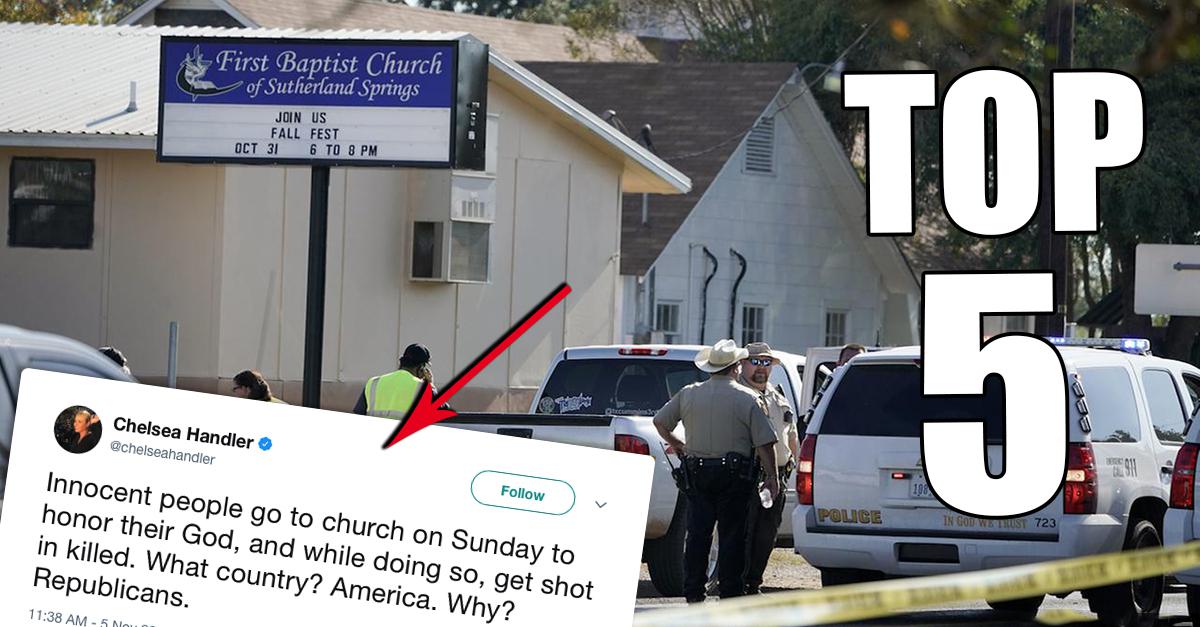 First Baptist Church
of Sutherland Springs
JOIN US
FALL FEST
OCT 31 6 TO 8 PM
TOP
5
Chelsea Handler
@chelseahandler
Follow
Innocent people go to church on Sunday to
honor their God, and while doing so, get shot
in killed. What country? America. Why?
Republicans.
11:38 AM - 5 Nov
EMERGENCY
CALL 911
POLICE
IN GOD WE TRUST 723